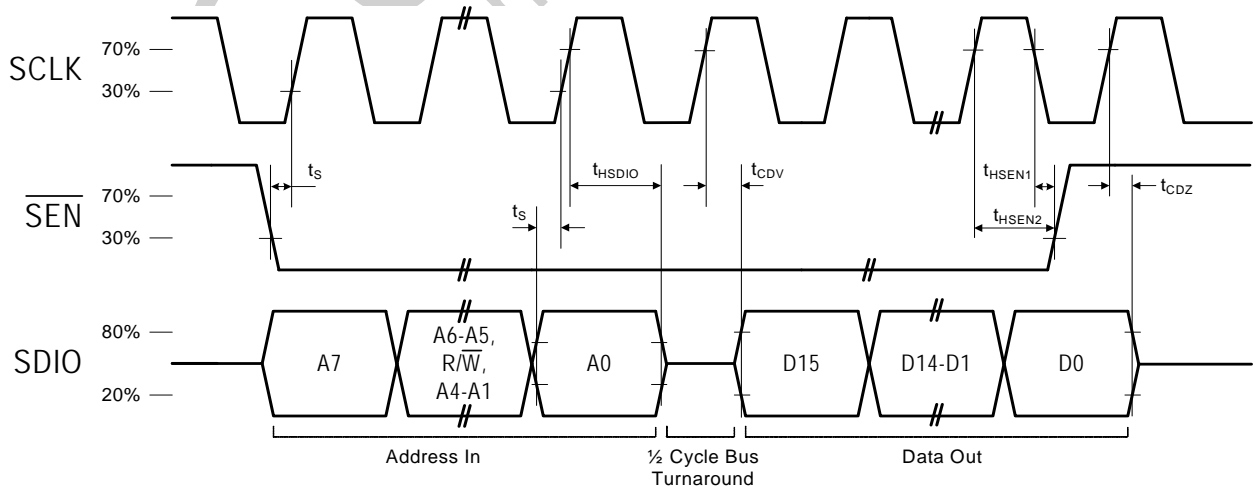 SCLK
70%
30%
SEN
70%
30%
tS
tS
tHSDIO
tCDV
tHSEN1
tHSEN2
tCDZ
SDIO
80%
20%
A7
A6-A5,
R/W,
A4-A1
A0
D15
D14-D1
D0
Address In
½ Cycle Bus
Turnaround
Data Out